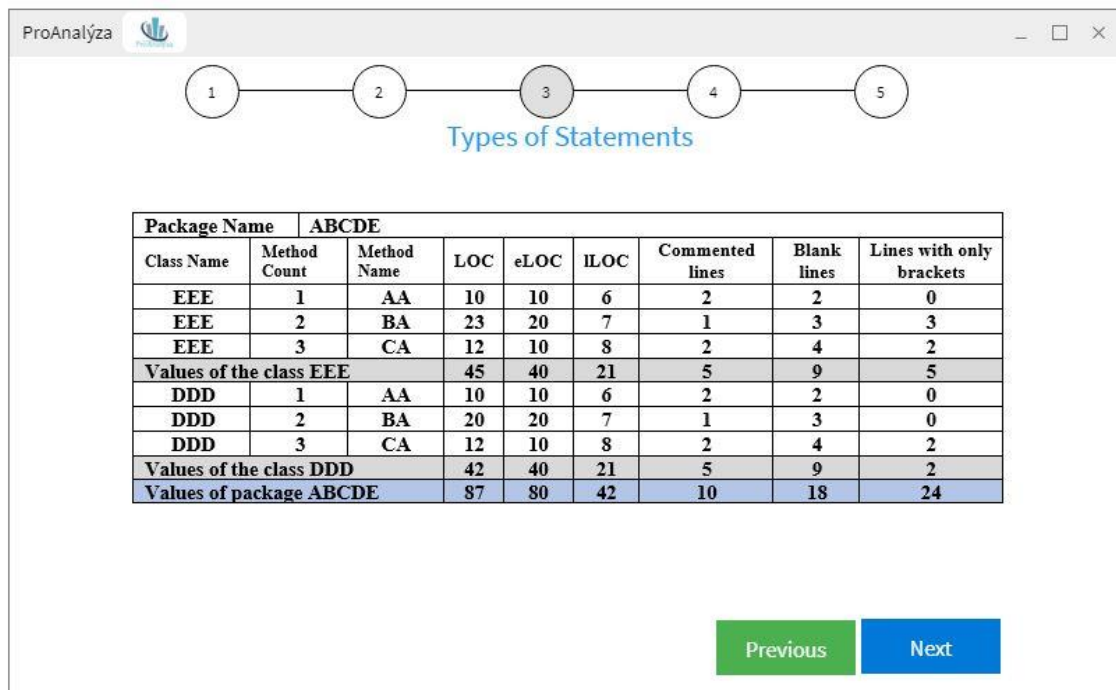 ProAnalýza
ProAnalýza
1 2 3 4 5
Types of Statements
Package Name ABCDE
Class Name Method Count Method Name LOC eLOC lLOC Commented lines Blank lines Lines with only brackets
EEE 1 AA 10 10 6 2 2 0
EEE 2 BA 23 20 7 1 3 3
EEE 3 CA 12 10 8 2 4 2
Values of the class EEE 45 40 21 5 9 5
DDD 1 AA 10 10 6 2 2 0
DDD 2 BA 20 20 7 1 3 0
DDD 3 CA 12 10 8 2 4 2
Values of the class DDD 42 40 21 5 9 2
Values of package ABCDE 87 80 42 10 18 24
Previous Next